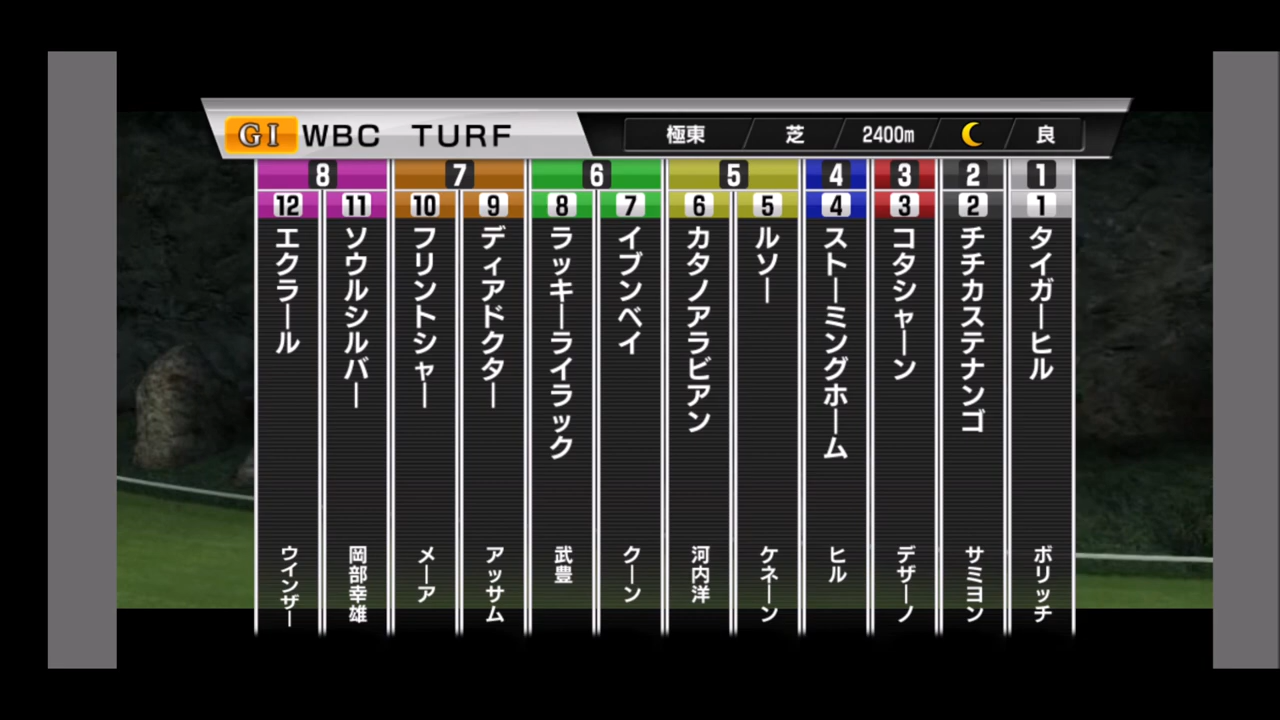 GI WBC TURF 極東 芝 2400m 良
8 7 6 5 4 3 2 1
12 11 10 9 8 7 6 5 4 3 2 1
タイガーヒル
ボリッチ
チチカステナンゴ
サミヨン
コタシャーン
デザーノ
ストーミングホーム
ヒル
ルソー
ケネーン
カタノアラビアン
河内洋
イブンベイ
クーン
ラッキーライラック
武豊
ディアドクター
アッサム
フリントシャー
メーア
ソウルシルバー
岡部幸雄
エクラール
ウインザー